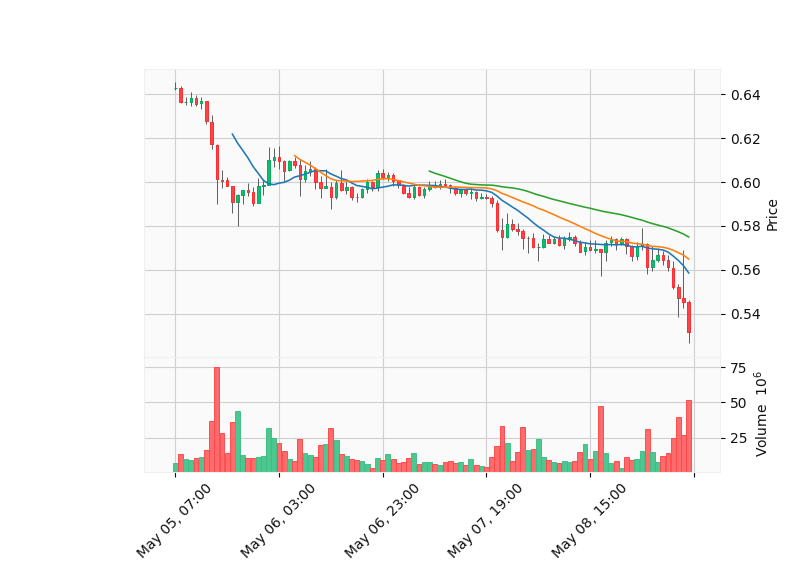 0.64
0.62
0.60
0.58
0.56
0.54
Price
75
50
25
Volume 10^6
May 05, 07:00
May 06, 03:00
May 06, 23:00
May 07, 19:00
May 08, 15:00